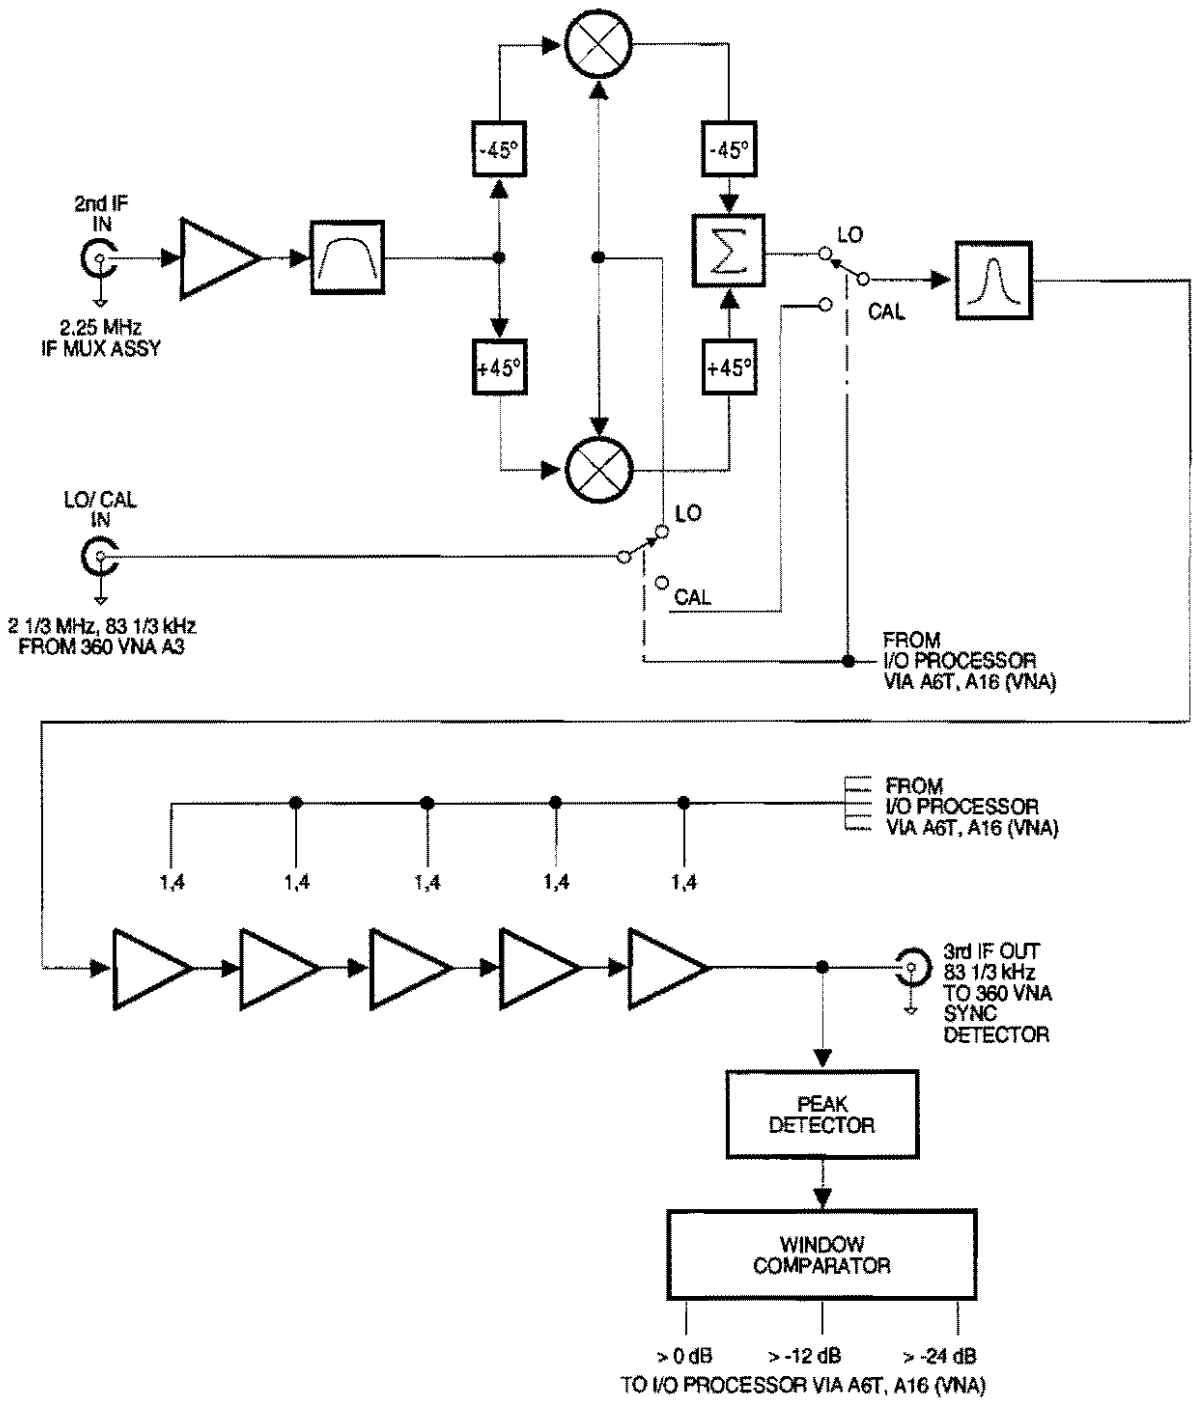 2nd IF
IN
2.25 MHz
IF MUX ASSY
-45°
-45°
+45°
+45°
Σ
LO
CAL
LO/ CAL
IN
2 1/3 MHz, 83 1/3 kHz
FROM 360 VNA A3
LO
CAL
FROM
I/O PROCESSOR
VIA A6T, A16 (VNA)
FROM
I/O PROCESSOR
VIA A6T, A16 (VNA)
1,4
1,4
1,4
1,4
1,4
3rd IF OUT
83 1/3 kHz
TO 360 VNA
SYNC
DETECTOR
PEAK
DETECTOR
WINDOW
COMPARATOR
> 0 dB
> -12 dB
> -24 dB
TO I/O PROCESSOR VIA A6T, A16 (VNA)